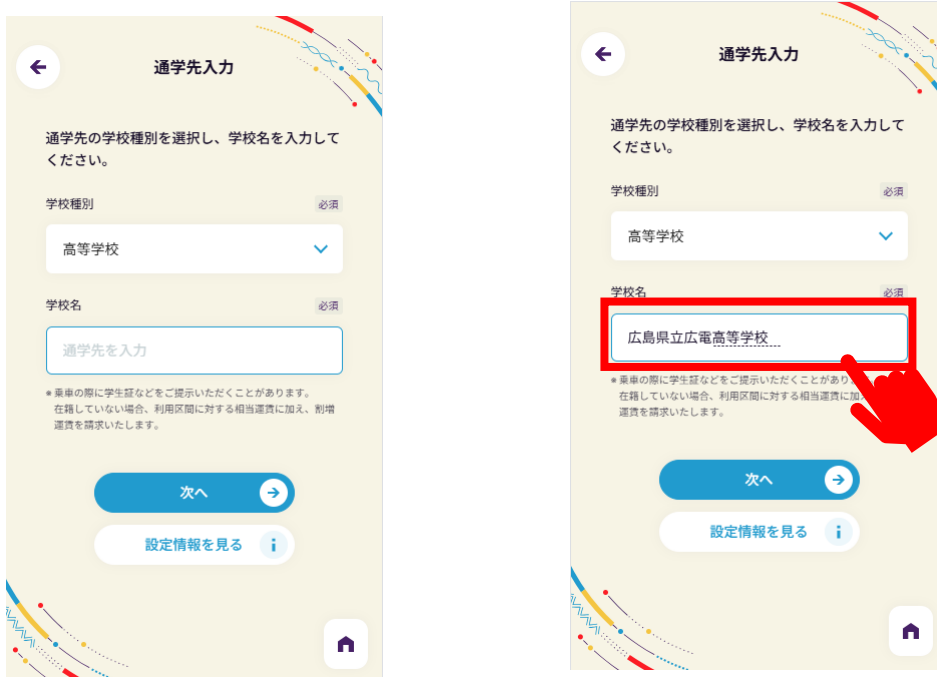 通学先入力
通学先の学校種別を選択し、学校名を入力して
ください。
学校種別
必須
高等学校
学校名
必須
通学先を入力
●乗車の際に学生証などをご提示いただくことがあります。
在籍していない場合、利用区間に対する相当運賃に加え、割増
運賃を請求いたします。
次へ
設定情報を見る
i
通学先入力
通学先の学校種別を選択し、学校名を入力して
ください。
学校種別
必須
高等学校
学校名
必須
広島県立広電高等学校
●乗車の際に学生証などをご提示いただくことがあり
在籍していない場合、利用区間に対する相当運賃に加
運賃を請求いたします。
次へ
設定情報を見る
i